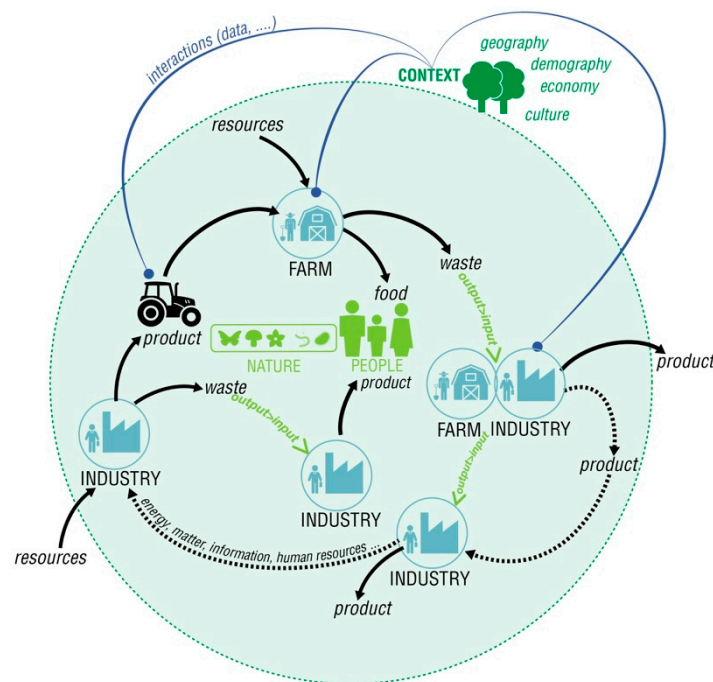 interactions (data, ....)
CONTEXT
geography
demography
economy
culture
resources
FARM
waste
food
output>input
product
NATURE
PEOPLE
product
product
waste
output>input
FARM INDUSTRY
output>input
product
INDUSTRY
INDUSTRY
energy, matter, information, human resources ...
resources
INDUSTRY
product